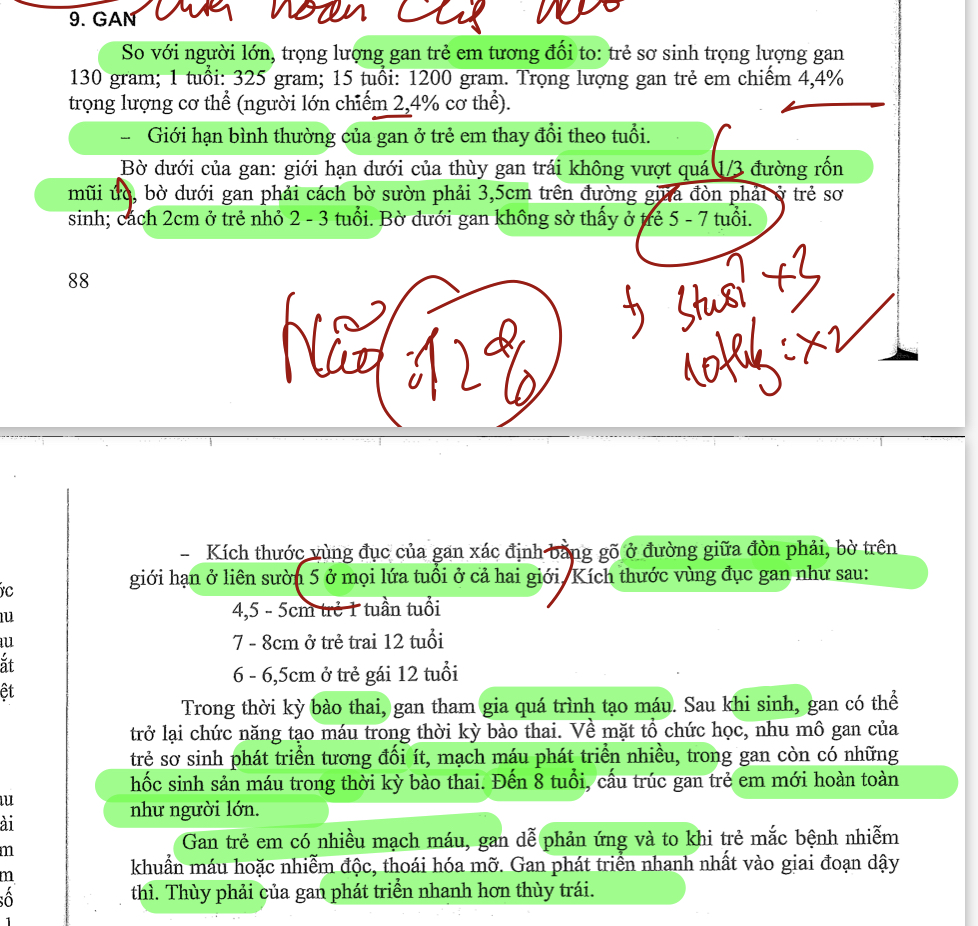 9. GAN
So với người lớn, trọng lượng gan trẻ em tương đối to: trẻ sơ sinh trọng lượng gan
130 gram; 1 tuổi: 325 gram; 15 tuổi: 1200 gram. Trọng lượng gan trẻ em chiếm 4,4%
trọng lượng cơ thể (người lớn chiếm 2,4% cơ thể).
– Giới hạn bình thường của gan ở trẻ em thay đổi theo tuổi.
Bờ dưới của gan: giới hạn dưới của thùy gan trái không vượt quá 1/3 đường rốn
mũi ức, bờ dưới gan phải cách bờ sườn phải 3,5cm trên đường giữa đòn phải ở trẻ sơ
sinh; cách 2cm ở trẻ nhỏ 2 - 3 tuổi. Bờ dưới gan không sờ thấy ở trẻ 5 - 7 tuổi.
88
Não : 12%
3 tuổi x3
10 thg : x2
– Kích thước vùng đục của gan xác định bằng gõ ở đường giữa đòn phải, bờ trên
giới hạn ở liên sườn 5 ở mọi lứa tuổi ở cả hai giới. Kích thước vùng đục gan như sau:
4,5 - 5cm trẻ 1 tuần tuổi
7 - 8cm ở trẻ trai 12 tuổi
6 - 6,5cm ở trẻ gái 12 tuổi
Trong thời kỳ bào thai, gan tham gia quá trình tạo máu. Sau khi sinh, gan có thể
trở lại chức năng tạo máu trong thời kỳ bào thai. Về mặt tổ chức học, nhu mô gan của
trẻ sơ sinh phát triển tương đối ít, mạch máu phát triển nhiều, trong gan còn có những
hốc sinh sản máu trong thời kỳ bào thai. Đến 8 tuổi, cấu trúc gan trẻ em mới hoàn toàn
như người lớn.
Gan trẻ em có nhiều mạch máu, gan dễ phản ứng và to khi trẻ mắc bệnh nhiễm
khuẩn máu hoặc nhiễm độc, thoái hóa mỡ. Gan phát triển nhanh nhất vào giai đoạn dậy
thì. Thùy phải của gan phát triển nhanh hơn thùy trái.